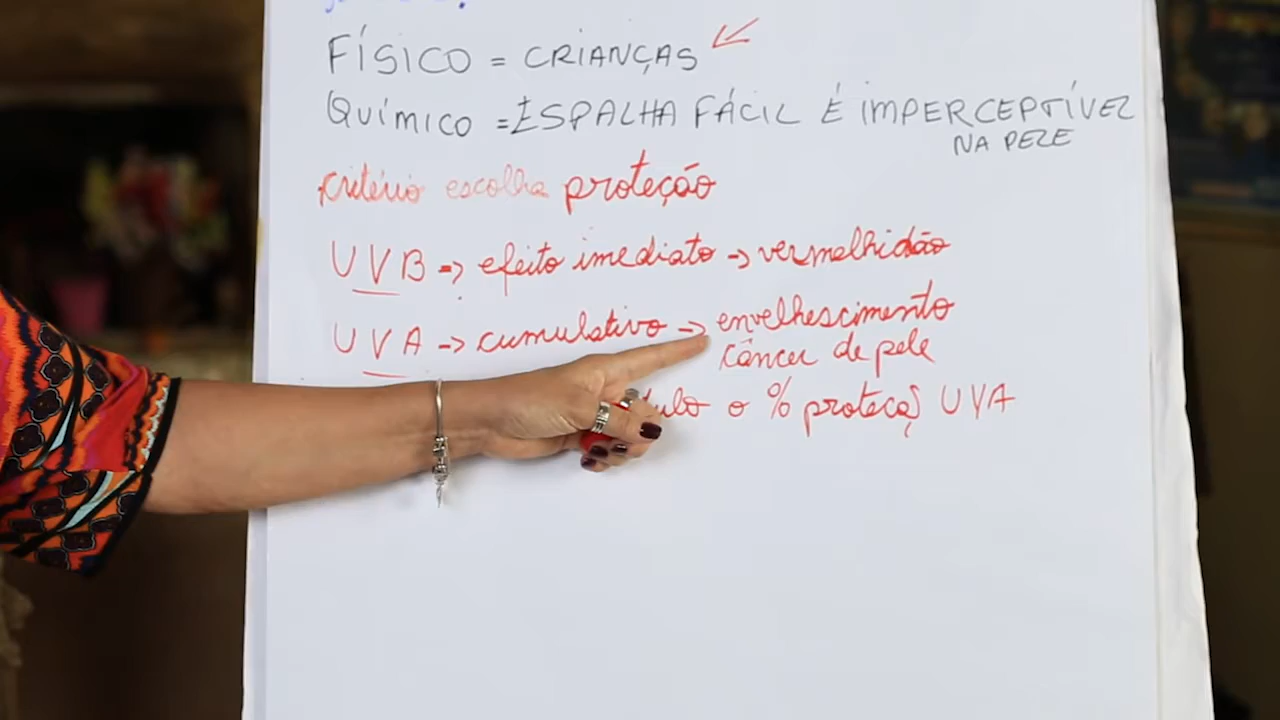 FÍSICO = CRIANÇAS
QUÍMICO = ESPALHA FÁCIL É IMPERCEPTÍVEL
NA PELE
Critério escolha proteção
UVB => efeito imediato -> vermelhidão
UVA -> cumulativo -> envelhescimento
câncer de pele
o % proteçaõ UVA